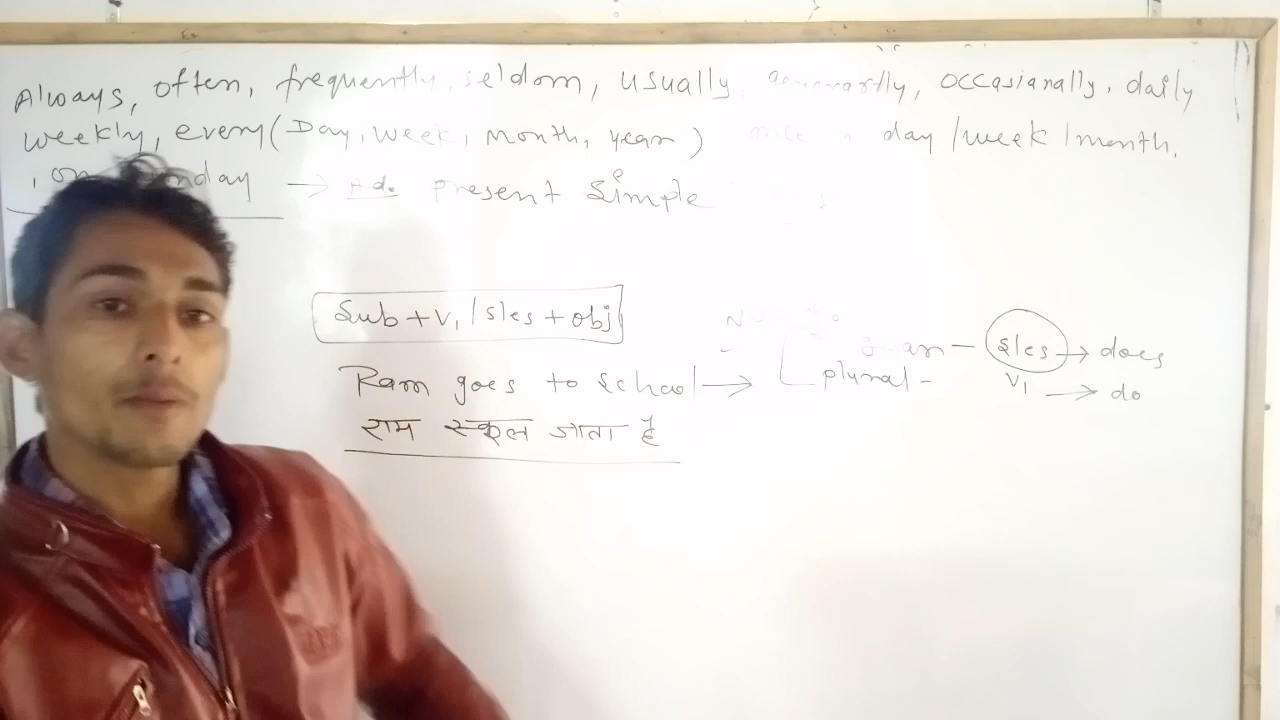 Always, often, frequently, seldom, usually, occasianally, daily
weekly, every (Day, week, Month, year) day /week /month,
, on → Ad. present simple
Sub + V1 / s/es + obj
Ram goes to school →
राम स्कूल जाता है
— s/es → does
plural -
V1 → do